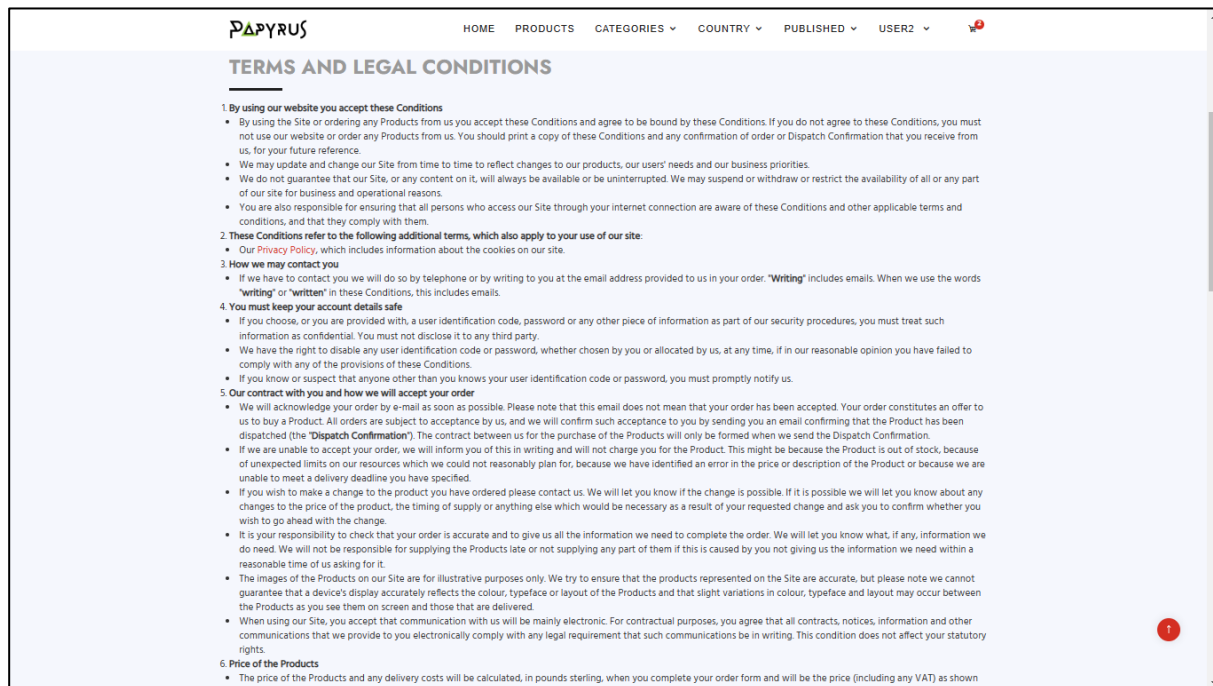 PAPYRUS
HOME PRODUCTS CATEGORIES COUNTRY PUBLISHED USER2 2
TERMS AND LEGAL CONDITIONS
1. By using our website you accept these Conditions
• By using the Site or ordering any Products from us you accept these Conditions and agree to be bound by these Conditions. If you do not agree to these Conditions, you must
not use our website or order any Products from us. You should print a copy of these Conditions and any confirmation of order or Dispatch Confirmation that you receive from
us, for your future reference.
• We may update and change our Site from time to time to reflect changes to our products, our users' needs and our business priorities.
• We do not guarantee that our Site, or any content on it, will always be available or be uninterrupted. We may suspend or withdraw or restrict the availability of all or any part
of our site for business and operational reasons.
• You are also responsible for ensuring that all persons who access our Site through your internet connection are aware of these Conditions and other applicable terms and
conditions, and that they comply with them.
2. These Conditions refer to the following additional terms, which also apply to your use of our site:
• Our Privacy Policy, which includes information about the cookies on our site.
3. How we may contact you
• If we have to contact you we will do so by telephone or by writing to you at the email address provided to us in your order. "Writing" includes emails. When we use the words
"writing" or "written" in these Conditions, this includes emails.
4. You must keep your account details safe
• If you choose, or you are provided with, a user identification code, password or any other piece of information as part of our security procedures, you must treat such
information as confidential. You must not disclose it to any third party.
• We have the right to disable any user identification code or password, whether chosen by you or allocated by us, at any time, if in our reasonable opinion you have failed to
comply with any of the provisions of these Conditions.
• If you know or suspect that anyone other than you knows your user identification code or password, you must promptly notify us.
5. Our contract with you and how we will accept your order
• We will acknowledge your order by e-mail as soon as possible. Please note that this email does not mean that your order has been accepted. Your order constitutes an offer to
us to buy a Product. All orders are subject to acceptance by us, and we will confirm such acceptance to you by sending you an email confirming that the Product has been
dispatched (the "Dispatch Confirmation"). The contract between us for the purchase of the Products will only be formed when we send the Dispatch Confirmation.
• If we are unable to accept your order, we will inform you of this in writing and will not charge you for the Product. This might be because the Product is out of stock, because
of unexpected limits on our resources which we could not reasonably plan for, because we have identified an error in the price or description of the Product or because we are
unable to meet a delivery deadline you have specified.
• If you wish to make a change to the product you have ordered please contact us. We will let you know if the change is possible. If it is possible we will let you know about any
changes to the price of the product, the timing of supply or anything else which would be necessary as a result of your requested change and ask you to confirm whether you
wish to go ahead with the change.
• It is your responsibility to check that your order is accurate and to give us all the information we need to complete the order. We will let you know what, if any, information we
do need. We will not be responsible for supplying the Products late or not supplying any part of them if this is caused by you not giving us the information we need within a
reasonable time of us asking for it.
• The images of the Products on our Site are for illustrative purposes only. We try to ensure that the products represented on the Site are accurate, but please note we cannot
guarantee that a device's display accurately reflects the colour, typeface or layout of the Products and that slight variations in colour, typeface and layout may occur between
the Products as you see them on screen and those that are delivered.
• When using our Site, you accept that communication with us will be mainly electronic. For contractual purposes, you agree that all contracts, notices, information and other
communications that we provide to you electronically comply with any legal requirement that such communications be in writing. This condition does not affect your statutory
rights.
6. Price of the Products
• The price of the Products and any delivery costs will be calculated, in pounds sterling, when you complete your order form and will be the price (including any VAT) as shown